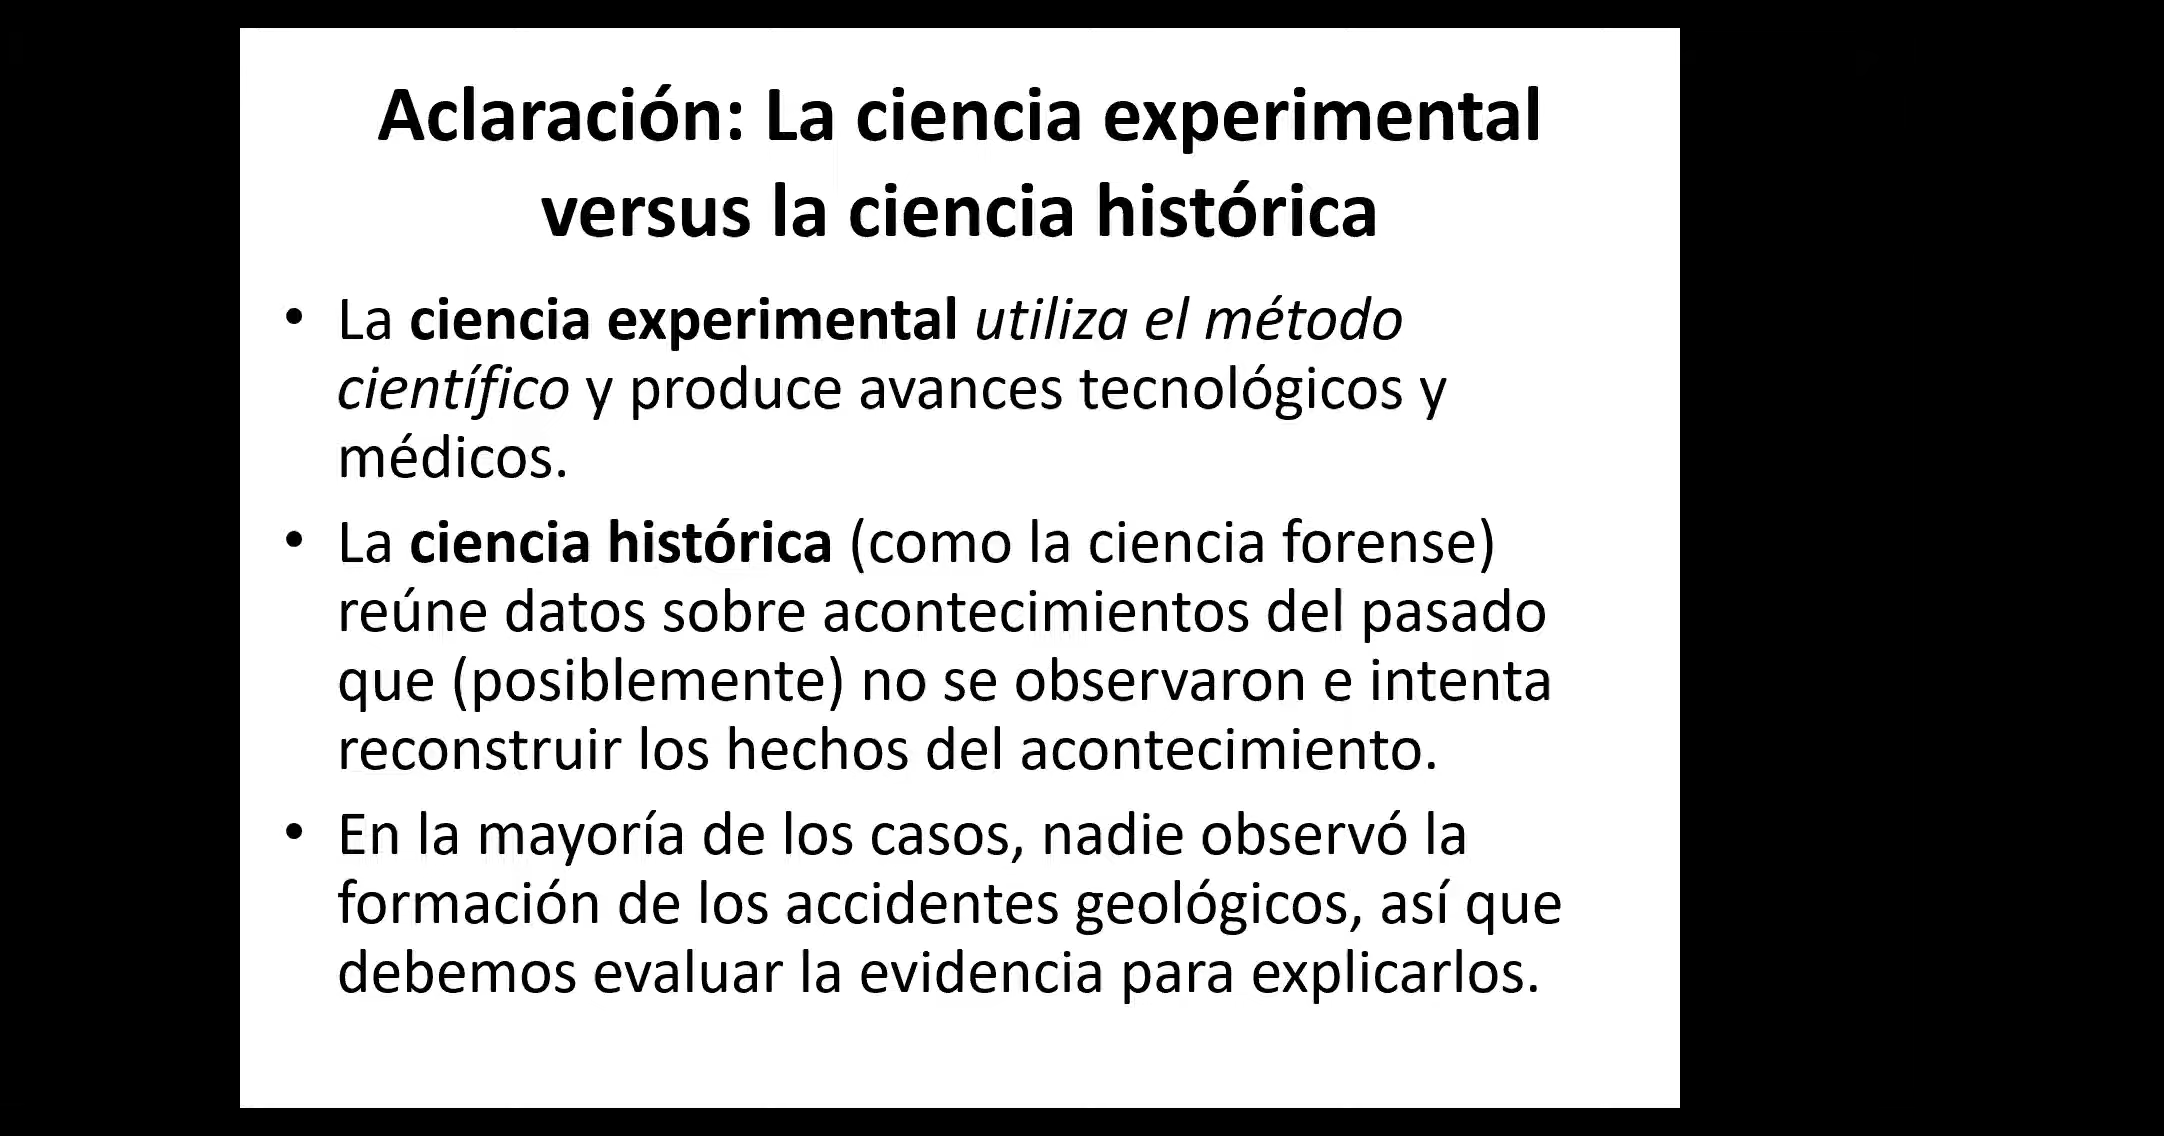 Aclaración: La ciencia experimental
versus la ciencia histórica
• La ciencia experimental utiliza el método
científico y produce avances tecnológicos y
médicos.
• La ciencia histórica (como la ciencia forense)
reúne datos sobre acontecimientos del pasado
que (posiblemente) no se observaron e intenta
reconstruir los hechos del acontecimiento.
• En la mayoría de los casos, nadie observó la
formación de los accidentes geológicos, así que
debemos evaluar la evidencia para explicarlos.